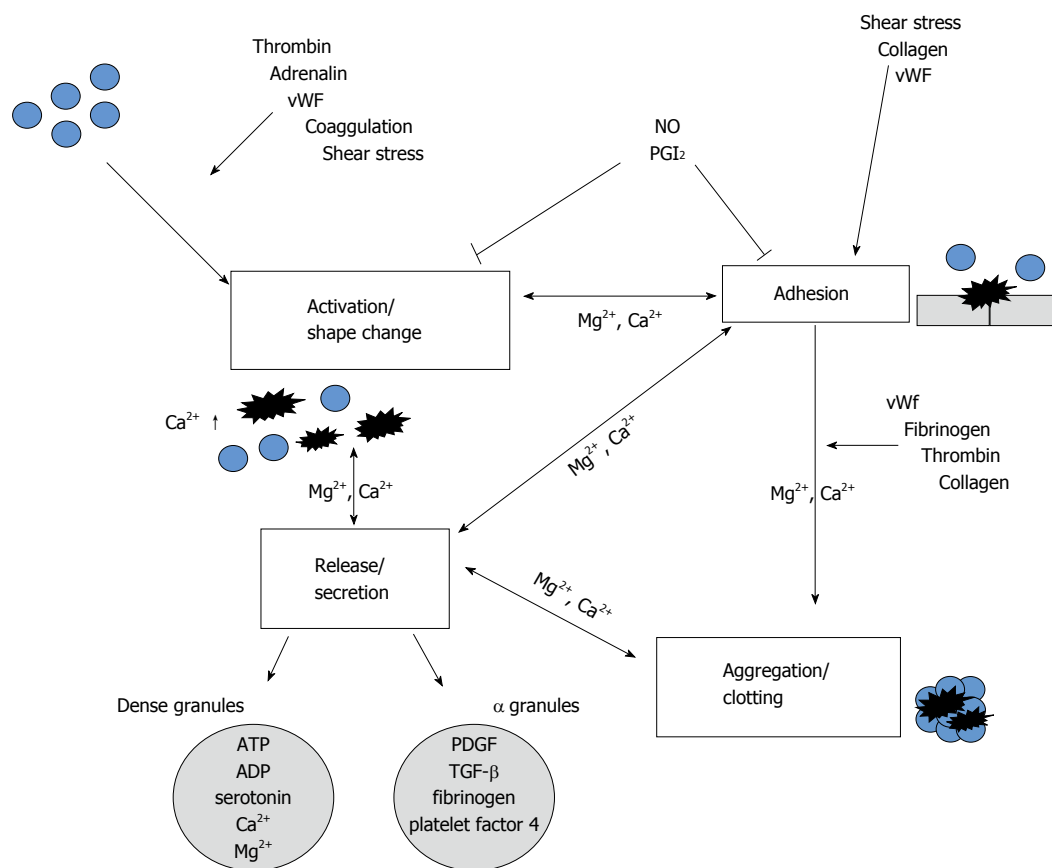 Thrombin
Adrenalin
vWF
Coaggulation
Shear stress
Shear stress
Collagen
vWF
NO
PGI₂
Activation/
shape change
Mg²⁺, Ca²⁺
Adhesion
Ca²⁺ ↑
Mg²⁺, Ca²⁺
Mg²⁺, Ca²⁺
vWf
Fibrinogen
Thrombin
Collagen
Mg²⁺, Ca²⁺
Release/
secretion
Mg²⁺, Ca²⁺
Aggregation/
clotting
Dense granules
ATP
ADP
serotonin
Ca²⁺
Mg²⁺
α granules
PDGF
TGF-β
fibrinogen
platelet factor 4